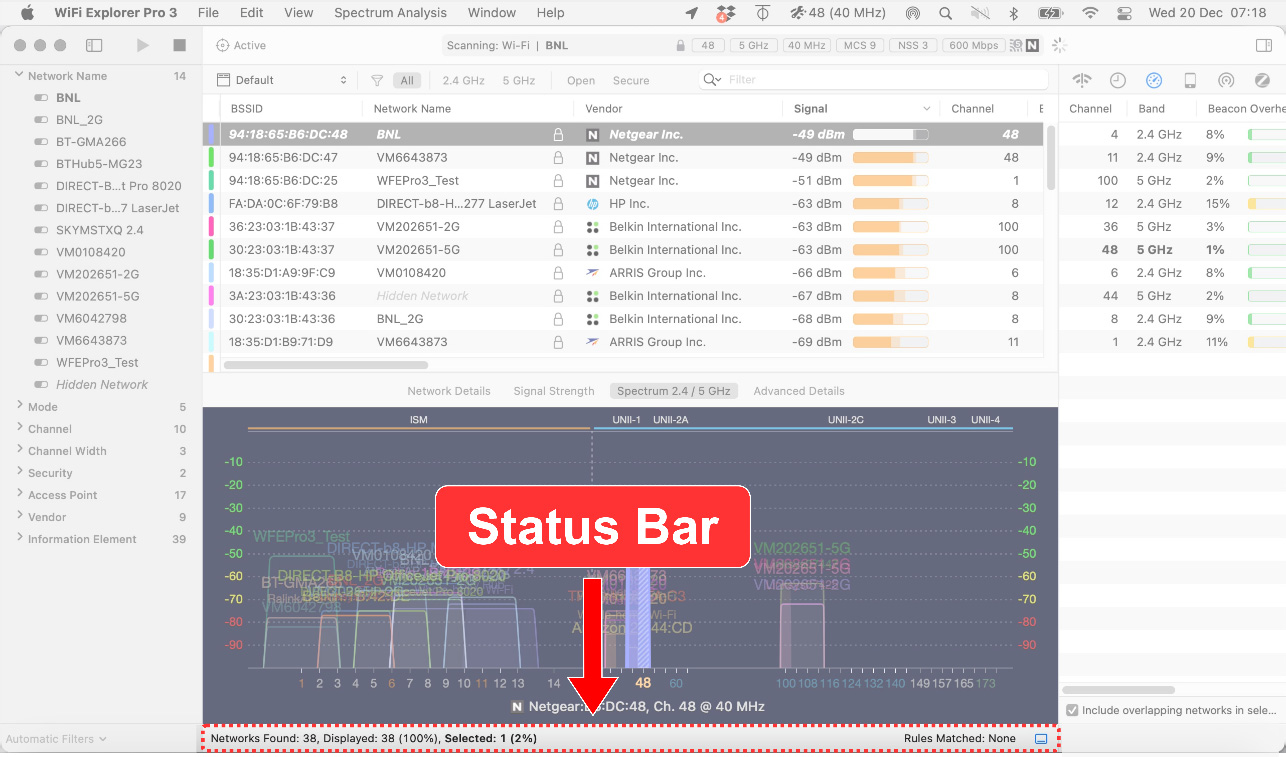 WiFi Explorer Pro 3 File Edit View Spectrum Analysis Window Help 4 48 (40 MHz) Wed 20 Dec 07:18
Active Scanning: Wi-Fi | BNL 48 5 GHz 40 MHz MCS 9 NSS 3 600 Mbps N
Network Name 14
BNL
BNL_2G
BT-GMA266
BTHub5-MG23
DIRECT-B...t Pro 8020
DIRECT-b...7 LaserJet
SKYMSTXQ 2.4
VM0108420
VM202651-2G
VM202651-5G
VM6042798
VM6643873
WFEPro3_Test
Hidden Network
Mode 5
Channel 10
Channel Width 3
Security 2
Access Point 17
Vendor 9
Information Element 39
Automatic Filters
Default All 2.4 GHz 5 GHz Open Secure Filter
BSSID Network Name Vendor Signal Channel E
94:18:65:B6:DC:48 BNL N Netgear Inc. -49 dBm 48
94:18:65:B6:DC:47 VM6643873 N Netgear Inc. -49 dBm 48
94:18:65:B6:DC:25 WFEPro3_Test N Netgear Inc. -51 dBm 1
FA:DA:0C:6F:79:B8 DIRECT-b8-H...277 LaserJet hp HP Inc. -63 dBm 8
36:23:03:1B:43:37 VM202651-2G Belkin International Inc. -63 dBm 100
30:23:03:1B:43:37 VM202651-5G Belkin International Inc. -63 dBm 100
18:35:D1:A9:9F:C9 VM0108420 ARRIS Group Inc. -66 dBm 6
3A:23:03:1B:43:36 Hidden Network Belkin International Inc. -67 dBm 8
30:23:03:1B:43:36 BNL_2G Belkin International Inc. -68 dBm 8
18:35:D1:B9:71:D9 VM6643873 ARRIS Group Inc. -69 dBm 11
Channel Band Beacon Overhe
4 2.4 GHz 8%
11 2.4 GHz 9%
100 5 GHz 2%
12 2.4 GHz 15%
36 5 GHz 3%
48 5 GHz 1%
6 2.4 GHz 8%
44 5 GHz 2%
8 2.4 GHz 9%
1 2.4 GHz 11%
Include overlapping networks in sele...
Network Details Signal Strength Spectrum 2.4 / 5 GHz Advanced Details
ISM UNII-1 UNII-2A UNII-2C UNII-3 UNII-4
-10 -10
-20 -20
-30 -30
-40 -40
-50 -50
-60 -60
-70 -70
-80 -80
-90 -90
WFEPro3_Test
VM0108420
VM6042798
VM202651-5G
VM202651-5G
VM202651-2G
Status Bar
1 2 3 4 5 6 7 8 9 10 11 12 13 14 48 60 100 108 116 124 132 140 149 157 165 173
N Netgear:B6:DC:48, Ch. 48 @ 40 MHz
Networks Found: 38, Displayed: 38 (100%), Selected: 1 (2%) Rules Matched: None